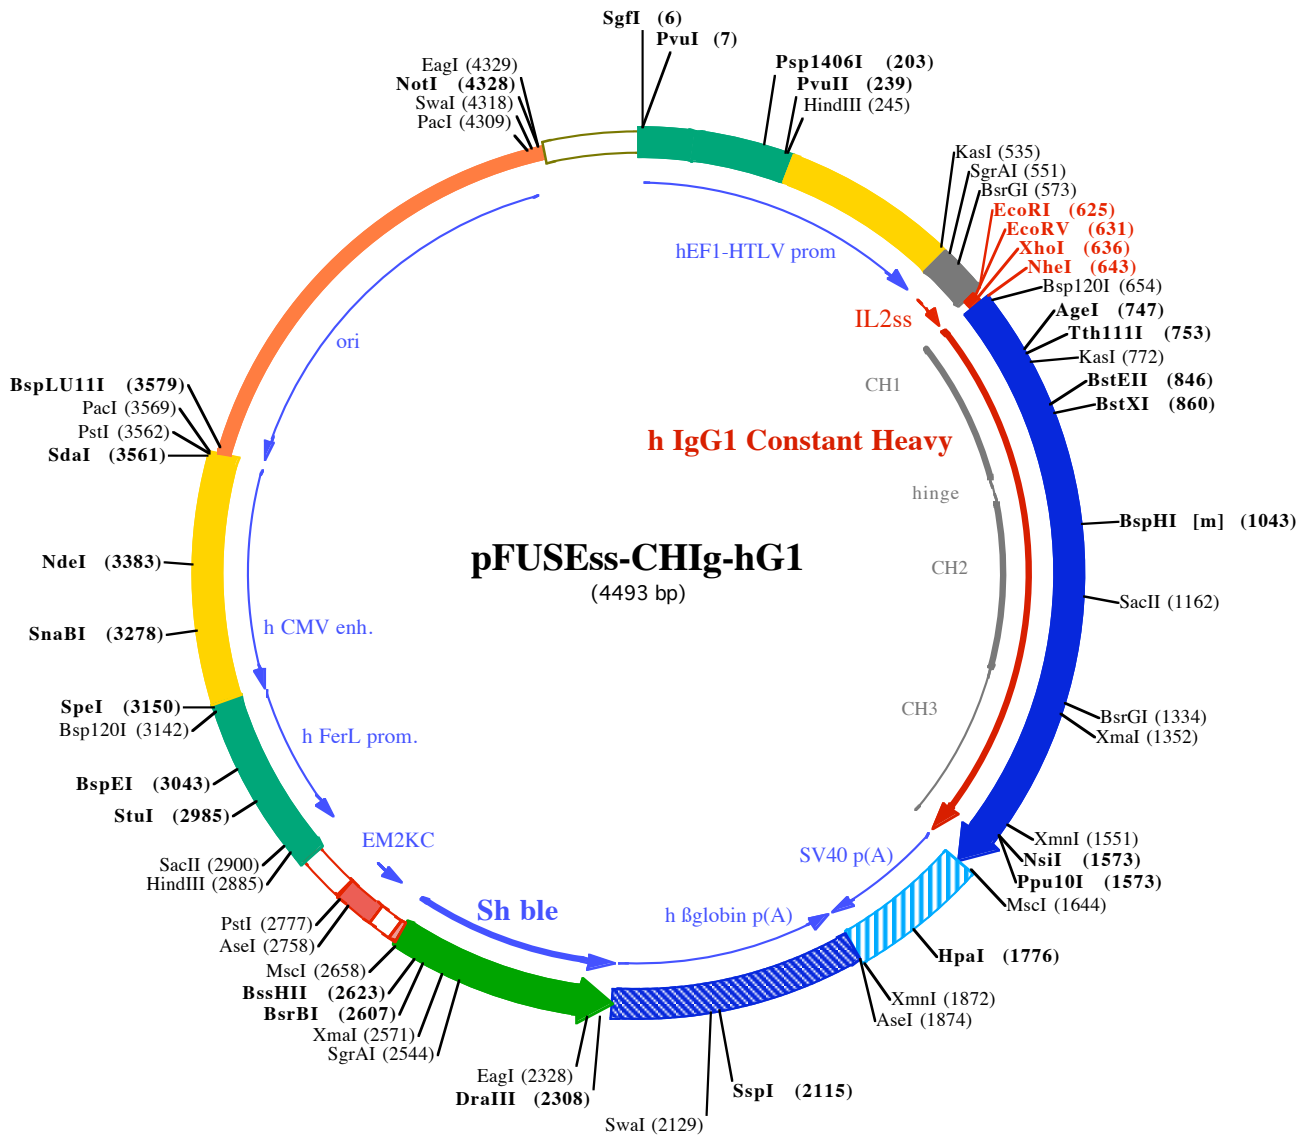 SgfI (6)
PvuI (7)
Psp1406I (203)
PvuII (239)
HindIII (245)
EagI (4329)
NotI (4328)
SwaI (4318)
PacI (4309)
KasI (535)
SgrAI (551)
BsrGI (573)
EcoRI (625)
EcoRV (631)
XhoI (636)
NheI (643)
Bsp120I (654)
AgeI (747)
Tth111I (753)
KasI (772)
BstEII (846)
BstXI (860)
hEF1-HTLV prom
IL2ss
ori
CH1
h IgG1 Constant Heavy
BspLU11I (3579)
PacI (3569)
PstI (3562)
SdaI (3561)
hinge
BspHI [m] (1043)
NdeI (3383)
pFUSEss-CHIg-hG1
(4493 bp)
CH2
SacII (1162)
h CMV enh.
SnaBI (3278)
SpeI (3150)
Bsp120I (3142)
CH3
BsrGI (1334)
XmaI (1352)
h FerL prom.
BspEI (3043)
StuI (2985)
EM2KC
SV40 p(A)
XmnI (1551)
NsiI (1573)
Ppu10I (1573)
MscI (1644)
SacII (2900)
HindIII (2885)
Sh ble
h ßglobin p(A)
PstI (2777)
AseI (2758)
HpaI (1776)
MscI (2658)
BssHII (2623)
BsrBI (2607)
XmaI (2571)
SgrAI (2544)
XmnI (1872)
AseI (1874)
EagI (2328)
DraIII (2308)
SspI (2115)
SwaI (2129)